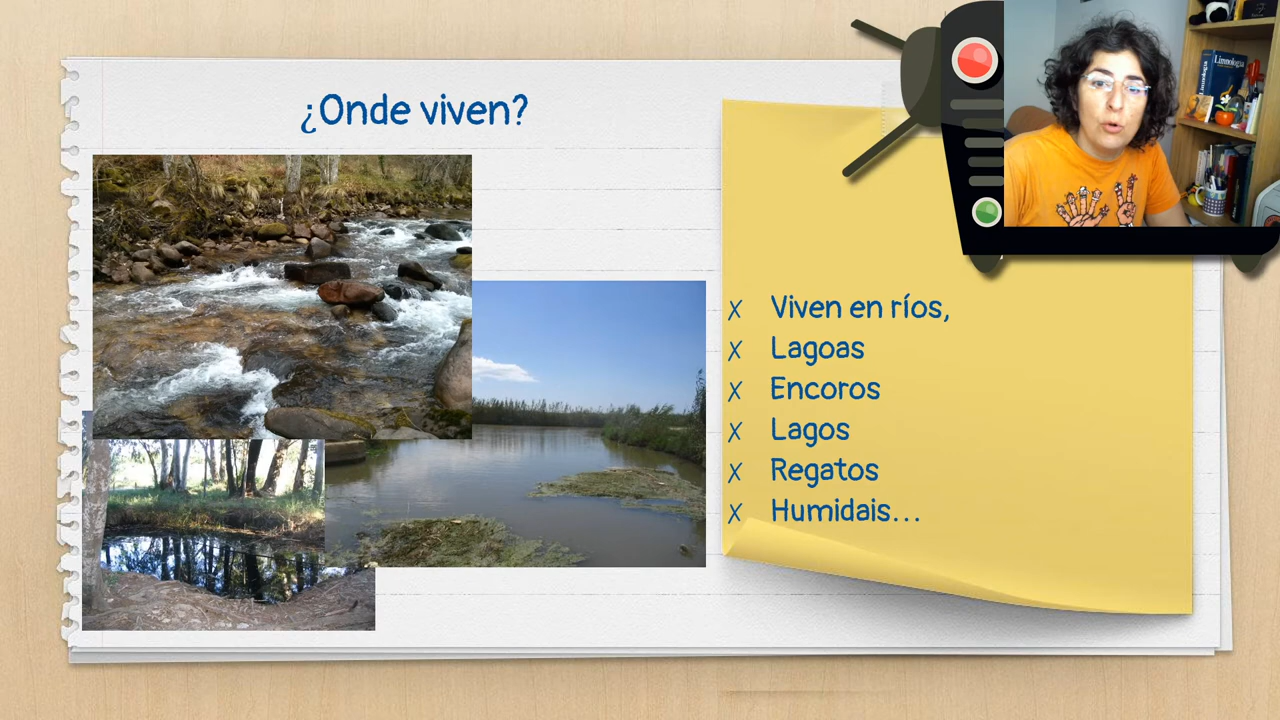 ¿Onde viven?
Viven en ríos,
Lagoas
Encoros
Lagos
Regatos
Humidais...
Limnología